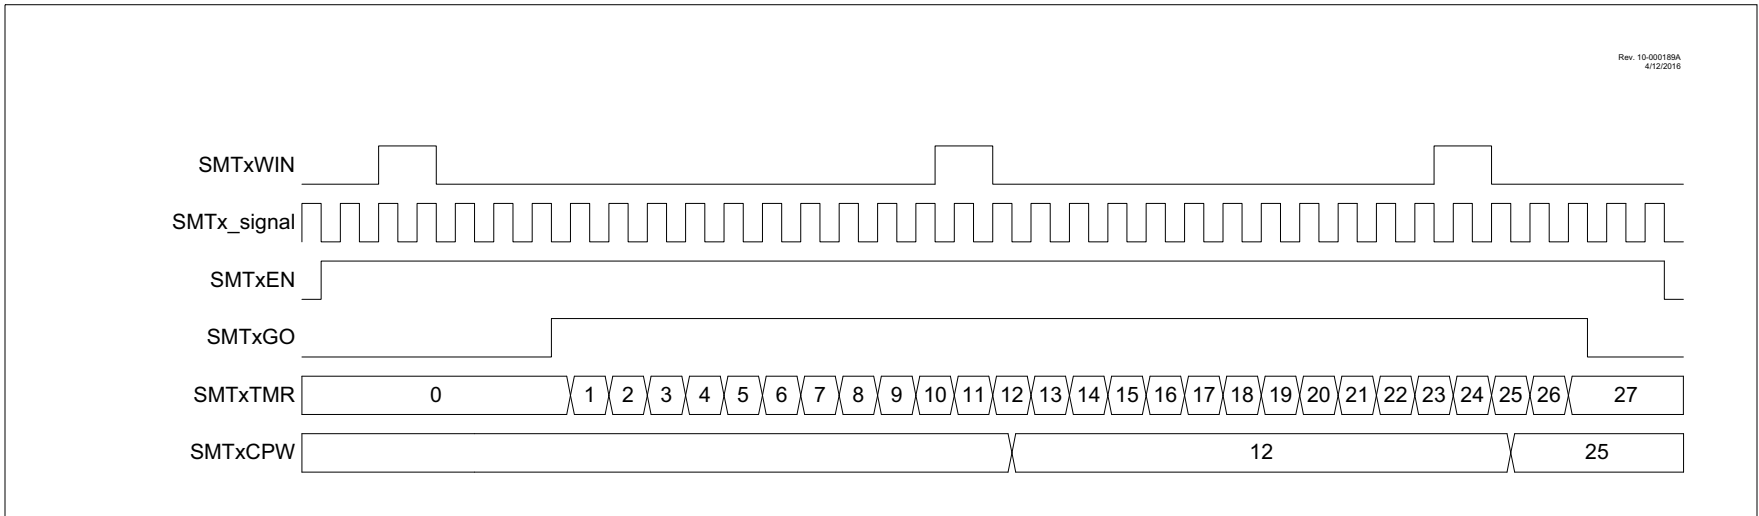 Rev. 10-000189A
4/12/2016
SMTxWIN
SMTx_signal
SMTxEN
SMTxGO
SMTxTMR 0 1 2 3 4 5 6 7 8 9 10 11 12 13 14 15 16 17 18 19 20 21 22 23 24 25 26 27
SMTxCPW 12 25